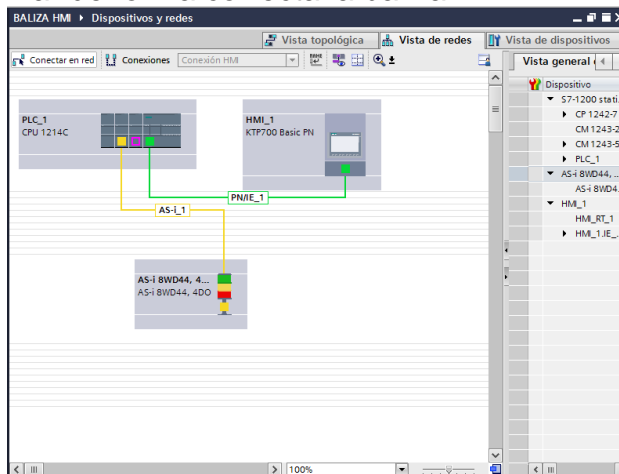 BALIZA HMI ▸ Dispositivos y redes
Vista topológica
Vista de redes
Vista de dispositivos
Conectar en red
Conexiones
Conexión HMI
Vista general
Dispositivo
S7-1200 stati
CP 1242-7
CM 1243-2
CM 1243-5
PLC_1
AS-i 8WD44, ...
AS-i 8WD4
HMI_1
HMI_RT_1
HMI_1.IE_
PLC_1
CPU 1214C
HMI_1
KTP700 Basic PN
PN/IE_1
AS-i_1
AS-i 8WD44, 4...
AS-i 8WD44, 4DO
100%